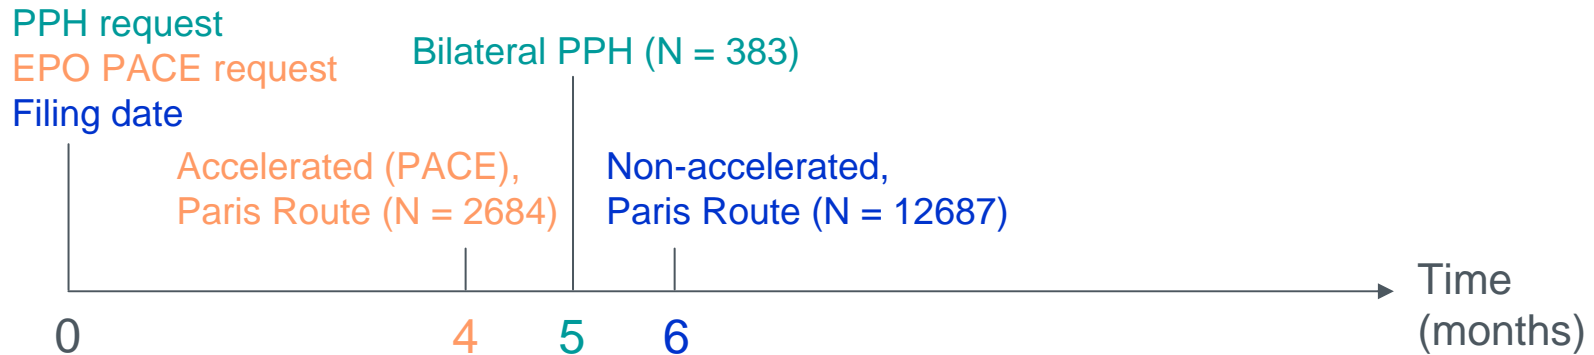 PPH request
EPO PACE request
Filing date
Bilateral PPH (N = 383)
Accelerated (PACE),
Paris Route (N = 2684)
Non-accelerated,
Paris Route (N = 12687)
Time
(months)
0
4
5
6